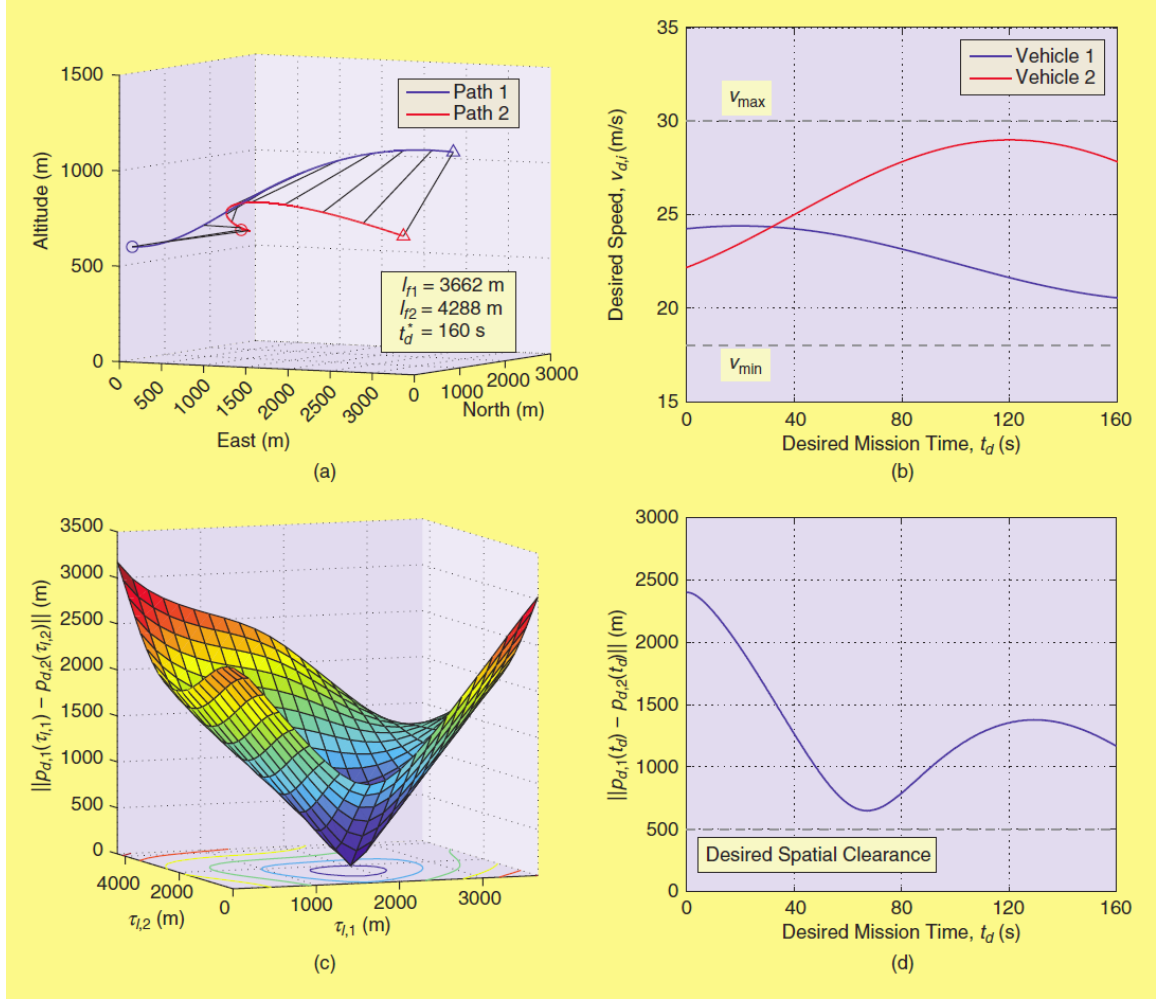 1500
1000
500
0
Altitude (m)
Path 1
Path 2
l_f1 = 3662 m
l_f2 = 4288 m
t_d^* = 160 s
0
500
1000
1500
2000
2500
3000
0
1000
2000
3000
North (m)
East (m)
(a)
35
30
25
20
15
Desired Speed, v_d,i (m/s)
Vehicle 1
Vehicle 2
v_max
v_min
0 40 80 120 160
Desired Mission Time, t_d (s)
(b)
3500
3000
2500
2000
1500
1000
500
0
||p_d,1(τ_l,1) − p_d,2(τ_l,2)|| (m)
4000
2000
0
1000
2000
3000
τ_l,2 (m)
τ_l,1 (m)
(c)
3000
2500
2000
1500
1000
500
0
||p_d,1(t_d) − p_d,2(t_d)|| (m)
Desired Spatial Clearance
0 40 80 120 160
Desired Mission Time, t_d (s)
(d)